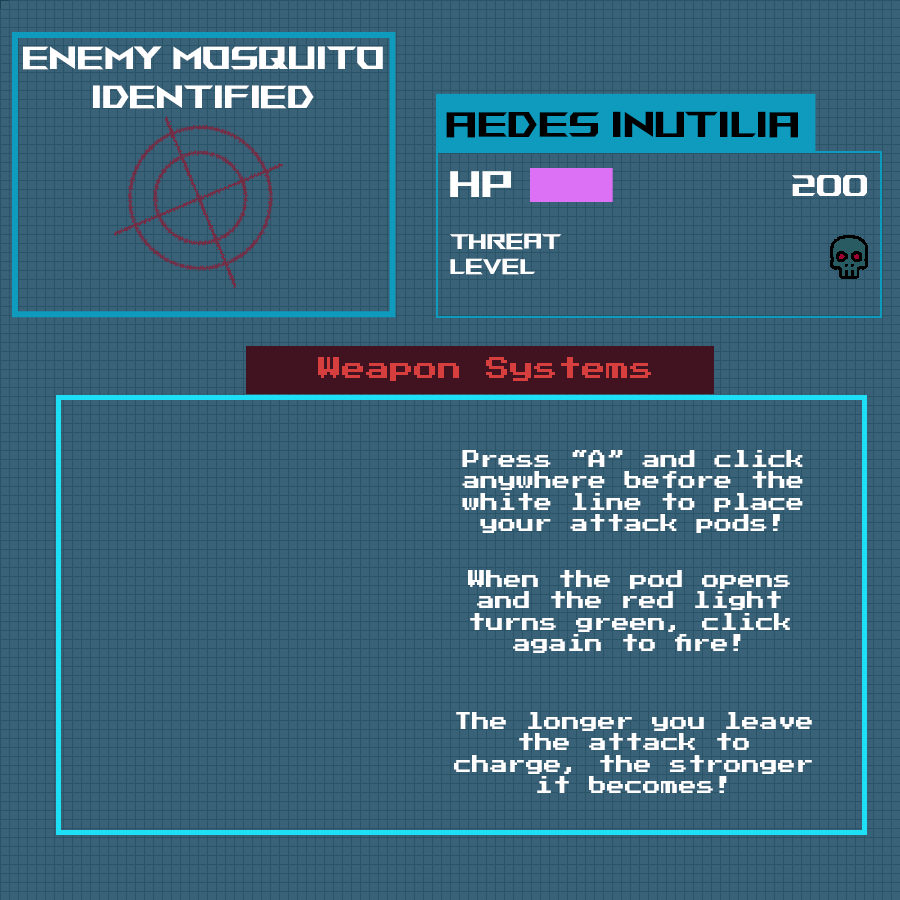 ENEMY MOSQUITO
IDENTIFIED
AEDES INUTILIA
HP
200
THREAT
LEVEL
Weapon Systems
Press "A" and click
anywhere before the
white line to place
your attack pods!
When the pod opens
and the red light
turns green, click
again to fire!
The longer you leave
the attack to
charge, the stronger
it becomes!